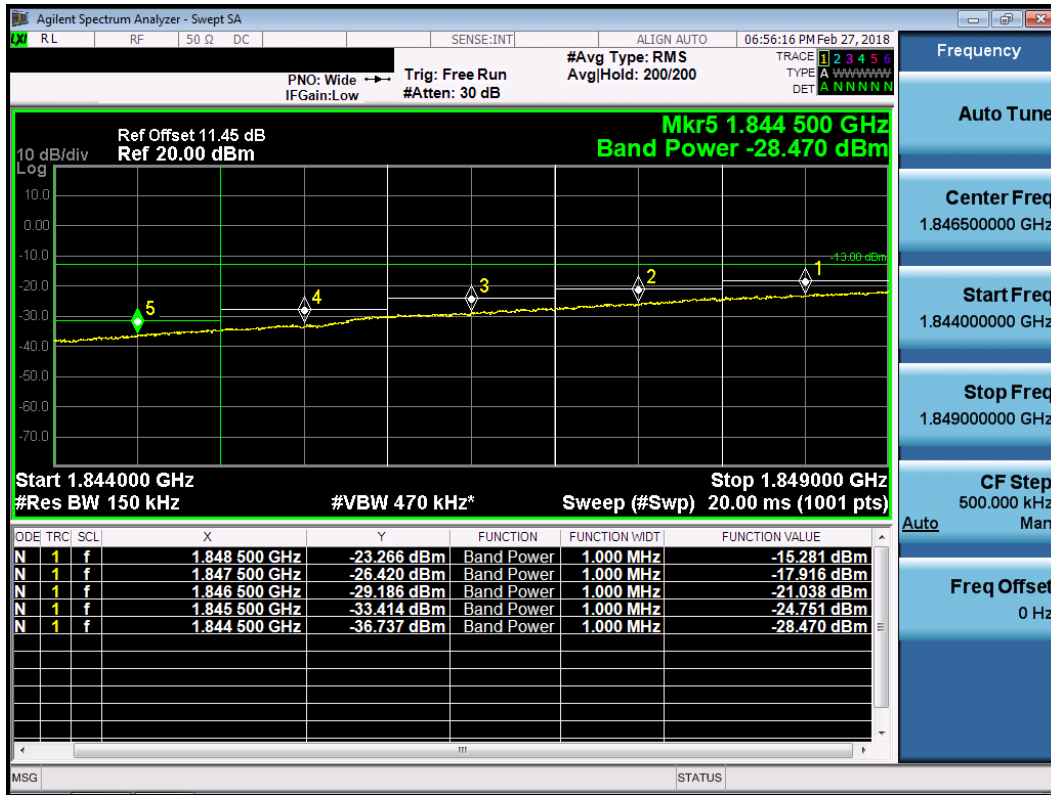 Agilent Spectrum Analyzer - Swept SA
LXI RL RF 50 Ω DC SENSE:INT ALIGN AUTO 06:56:16 PM Feb 27, 2018
PNO: Wide Trig: Free Run #Avg Type: RMS TRACE 1 2 3 4 5 6
IFGain:Low #Atten: 30 dB Avg|Hold: 200/200 TYPE A WWWWW
DET A N N N N N
Mkr5 1.844 500 GHz
Ref Offset 11.45 dB
10 dB/div Ref 20.00 dBm Band Power -28.470 dBm
Log
10.0
0.00
-10.0
-13.00 dBm
-20.0
-30.0
-40.0
-50.0
-60.0
-70.0
5 4 3 2 1
Start 1.844000 GHz Stop 1.849000 GHz
#Res BW 150 kHz #VBW 470 kHz* Sweep (#Swp) 20.00 ms (1001 pts)
ODE TRC SCL X Y FUNCTION FUNCTION WIDT FUNCTION VALUE
N 1 f 1.848 500 GHz -23.266 dBm Band Power 1.000 MHz -15.281 dBm
N 1 f 1.847 500 GHz -26.420 dBm Band Power 1.000 MHz -17.916 dBm
N 1 f 1.846 500 GHz -29.186 dBm Band Power 1.000 MHz -21.038 dBm
N 1 f 1.845 500 GHz -33.414 dBm Band Power 1.000 MHz -24.751 dBm
N 1 f 1.844 500 GHz -36.737 dBm Band Power 1.000 MHz -28.470 dBm
MSG STATUS
Frequency
Auto Tune
Center Freq
1.846500000 GHz
Start Freq
1.844000000 GHz
Stop Freq
1.849000000 GHz
CF Step
500.000 kHz
Auto Man
Freq Offset
0 Hz